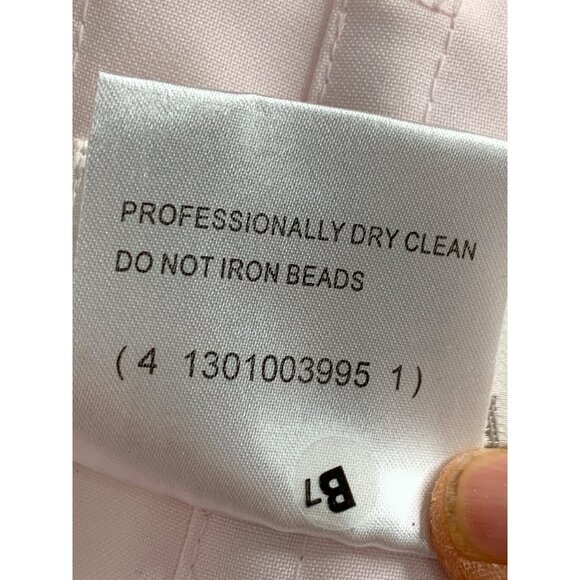 PROFESSIONALLY DRY CLEAN
DO NOT IRON BEADS
( 4 1301003995 1 )
B7